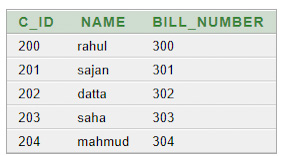 C_ID NAME BILL_NUMBER
200 rahul 300
201 sajan 301
202 datta 302
203 saha 303
204 mahmud 304